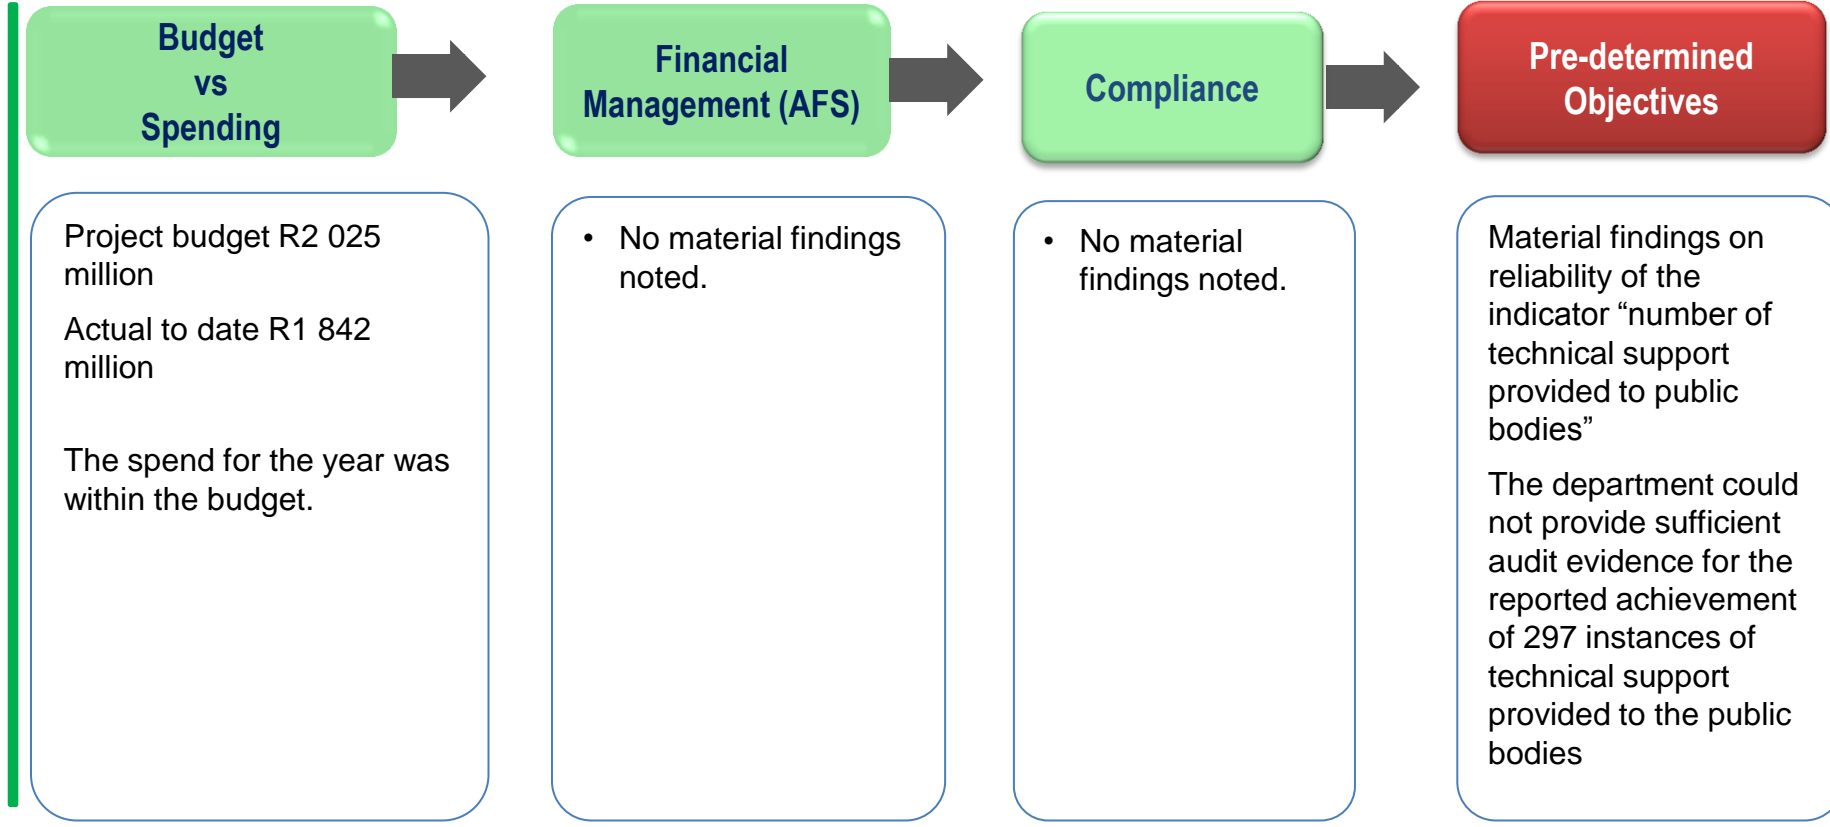 Budget
vs
Spending
Financial
Management (AFS)
Compliance
Pre-determined
Objectives
Project budget R2 025
million
Actual to date R1 842
million
The spend for the year was
within the budget.
• No material findings
noted.
• No material
findings noted.
Material findings on
reliability of the
indicator “number of
technical support
provided to public
bodies”
The department could
not provide sufficient
audit evidence for the
reported achievement
of 297 instances of
technical support
provided to the public
bodies